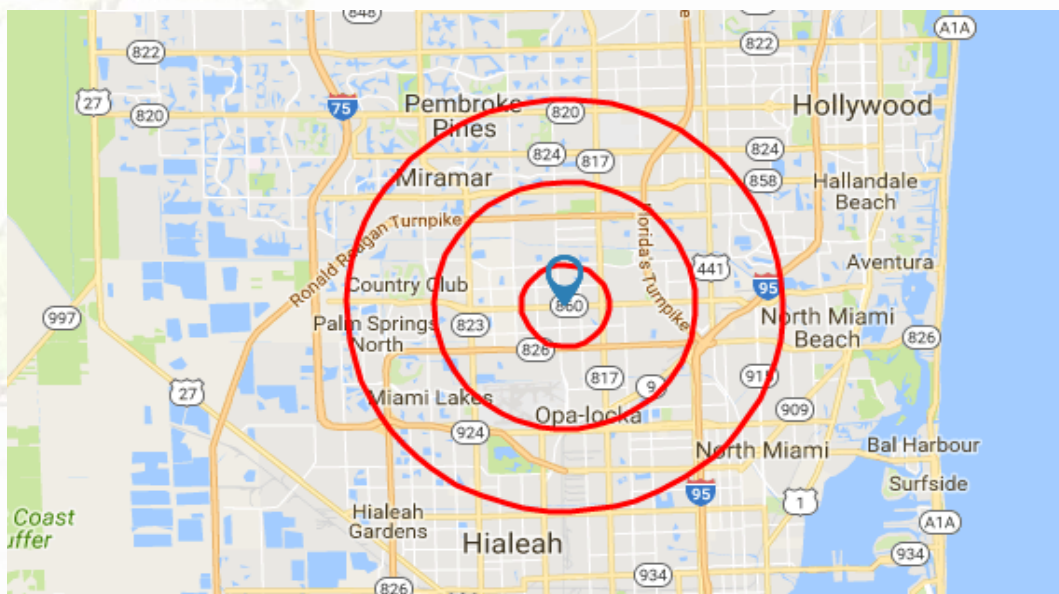 848
822
A1A
822
27
820
75
Pembroke
Pines
820
Hollywood
824
817
824
Miramar
858
Hallandale
Beach
Ronald Reagan Turnpike
Florida's Turnpike
441
Aventura
Country Club
95
860
997
Palm Springs
North
823
North Miami
Beach
826
826
27
817
9
915
Miami Lakes
909
Opa-locka
924
North Miami
Bal Harbour
95
Surfside
1
Hialeah
Gardens
Coast
uffer
A1A
Hialeah
934
934
826